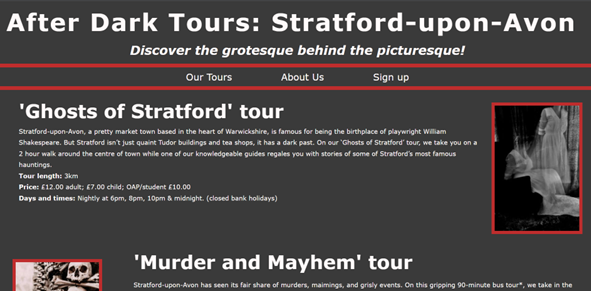 After Dark Tours: Stratford-upon-Avon
Discover the grotesque behind the picturesque!
Our Tours About Us Sign up
'Ghosts of Stratford' tour
Stratford-upon-Avon, a pretty market town based in the heart of Warwickshire, is famous for being the birthplace of playwright William
Shakespeare. But Stratford isn't just quaint Tudor buildings and tea shops, it has a dark past. On our 'Ghosts of Stratford' tour, we take you on a
2 hour walk around the centre of town while one of our knowledgeable guides regales you with stories of some of Stratford's most famous
hauntings.
Tour length: 3km
Price: £12.00 adult; £7.00 child; OAP/student £10.00
Days and times: Nightly at 6pm, 8pm, 10pm & midnight. (closed bank holidays)
'Murder and Mayhem' tour
Stratford-upon-Avon has seen its fair share of murders, maimings, and grisly events. On this gripping 90-minute bus tour*, we take in the